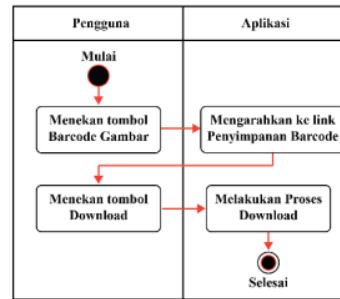 Pengguna
Aplikasi
Mulai
Menekan tombol
Barcode Gambar
Mengarahkan ke link
Penyimpanan Barcode
Menekan tombol
Download
Melakukan Proses
Download
Selesai